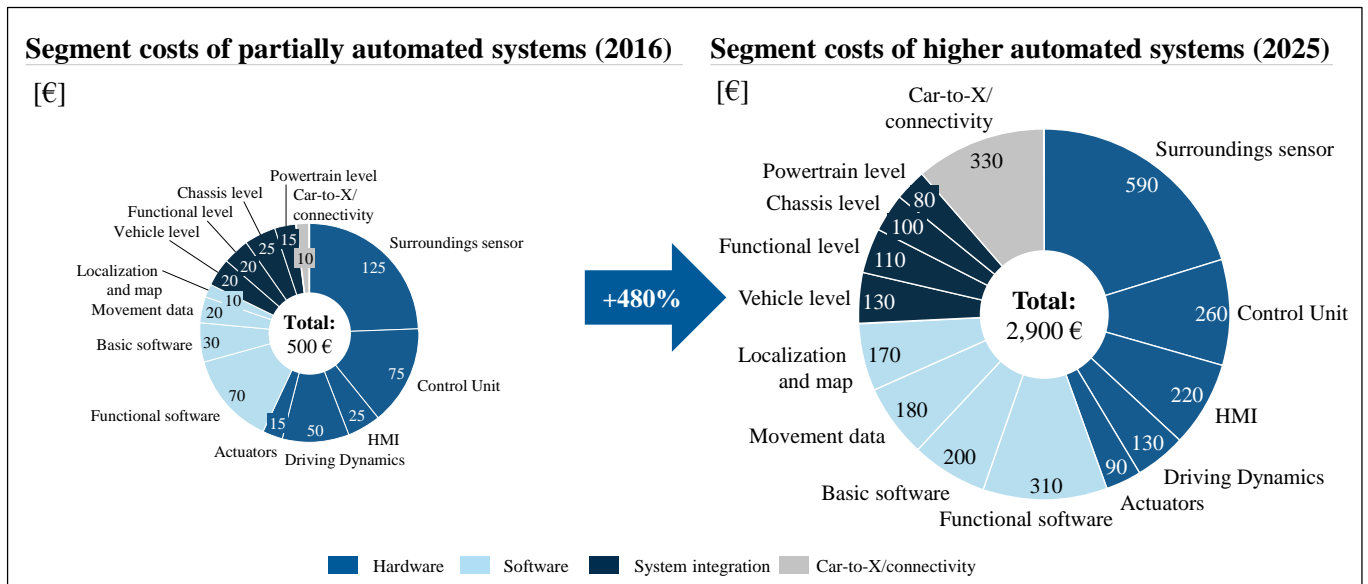 Segment costs of partially automated systems (2016)
[€]
Powertrain level
Chassis level
Car-to-X/
connectivity
Functional level
Vehicle level
Localization
and map
Movement data
Basic software
Functional software
Actuators
Driving Dynamics
HMI
Control Unit
Surroundings sensor
125
75
25
50
15
70
30
20
10
20
20
25
15
10
Total:
500 €
+480%
Segment costs of higher automated systems (2025)
[€]
Car-to-X/
connectivity
Powertrain level
Chassis level
Functional level
Vehicle level
Localization
and map
Movement data
Basic software
Functional software
Actuators
Driving Dynamics
HMI
Control Unit
Surroundings sensor
590
260
220
130
90
310
200
180
170
130
110
100
80
330
Total:
2,900 €
Hardware
Software
System integration
Car-to-X/connectivity